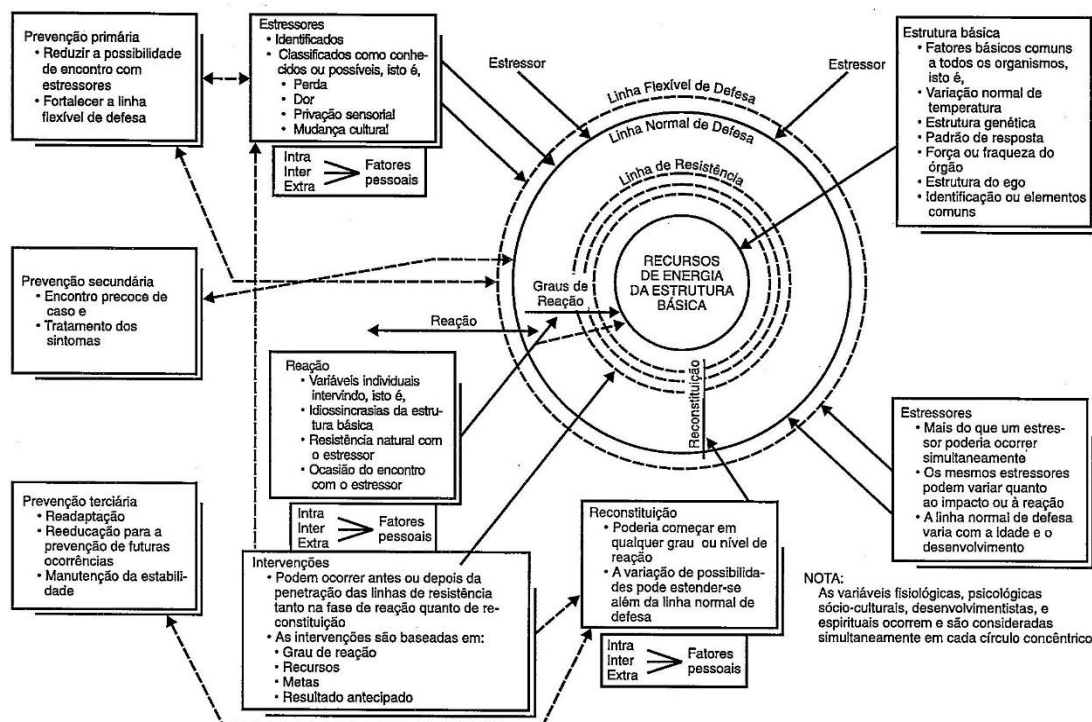 Prevenção primária
• Reduzir a possibilidade
de encontro com
estressores
• Fortalecer a linha
flexível de defesa
Estressores
• Identificados
• Classificados como conhe-
cidos ou possíveis, isto é,
• Perda
• Dor
• Privação sensorial
• Mudança cultural
Intra
Inter
Extra
Fatores
pessoais
Estressor
Estressor
Linha Flexível de Defesa
Linha Normal de Defesa
Linha de Resistência
RECURSOS
DE ENERGIA
DA ESTRUTURA
BÁSICA
Estrutura básica
• Fatores básicos comuns
a todos os organismos,
isto é,
• Variação normal de
temperatura
• Estrutura genética
• Padrão de resposta
• Força ou fraqueza do
órgão
• Estrutura do ego
• Identificação ou elementos
comuns
Prevenção secundária
• Encontro precoce de
caso e
• Tratamento dos
sintomas
Graus de
Reação
Reação
Reação
• Variáveis individuais
intervindo, isto é,
• Idiossincrasias da estru-
tura básica
• Resistência natural com
o estressor
• Ocasião do encontro
com o estressor
Intra
Inter
Extra
Fatores
pessoais
Reconstituição
Estressores
• Mais do que um estres-
sor poderia ocorrer
simultaneamente
• Os mesmos estressores
podem variar quanto
ao impacto ou à reação
• A linha normal de defesa
varia com a idade e o
desenvolvimento
Prevenção terciária
• Readaptação
• Reeducação para a
prevenção de futuras
ocorrências
• Manutenção da estabili-
dade
Intervenções
• Podem ocorrer antes ou depois da
penetração das linhas de resistência
tanto na fase de reação quanto de re-
constituição
• As intervenções são baseadas em:
• Grau de reação
• Recursos
• Metas
• Resultado antecipado
Reconstituição
• Poderia começar em
qualquer grau ou nível de
reação
• A variação de possibilida-
des pode estender-se
além da linha normal de
defesa
Intra
Inter
Extra
Fatores
pessoais
NOTA:
As variáveis fisiológicas, psicológicas
sócio-culturais, desenvolvimentistas, e
espirituais ocorrem e são consideradas
simultaneamente em cada círculo concêntrico